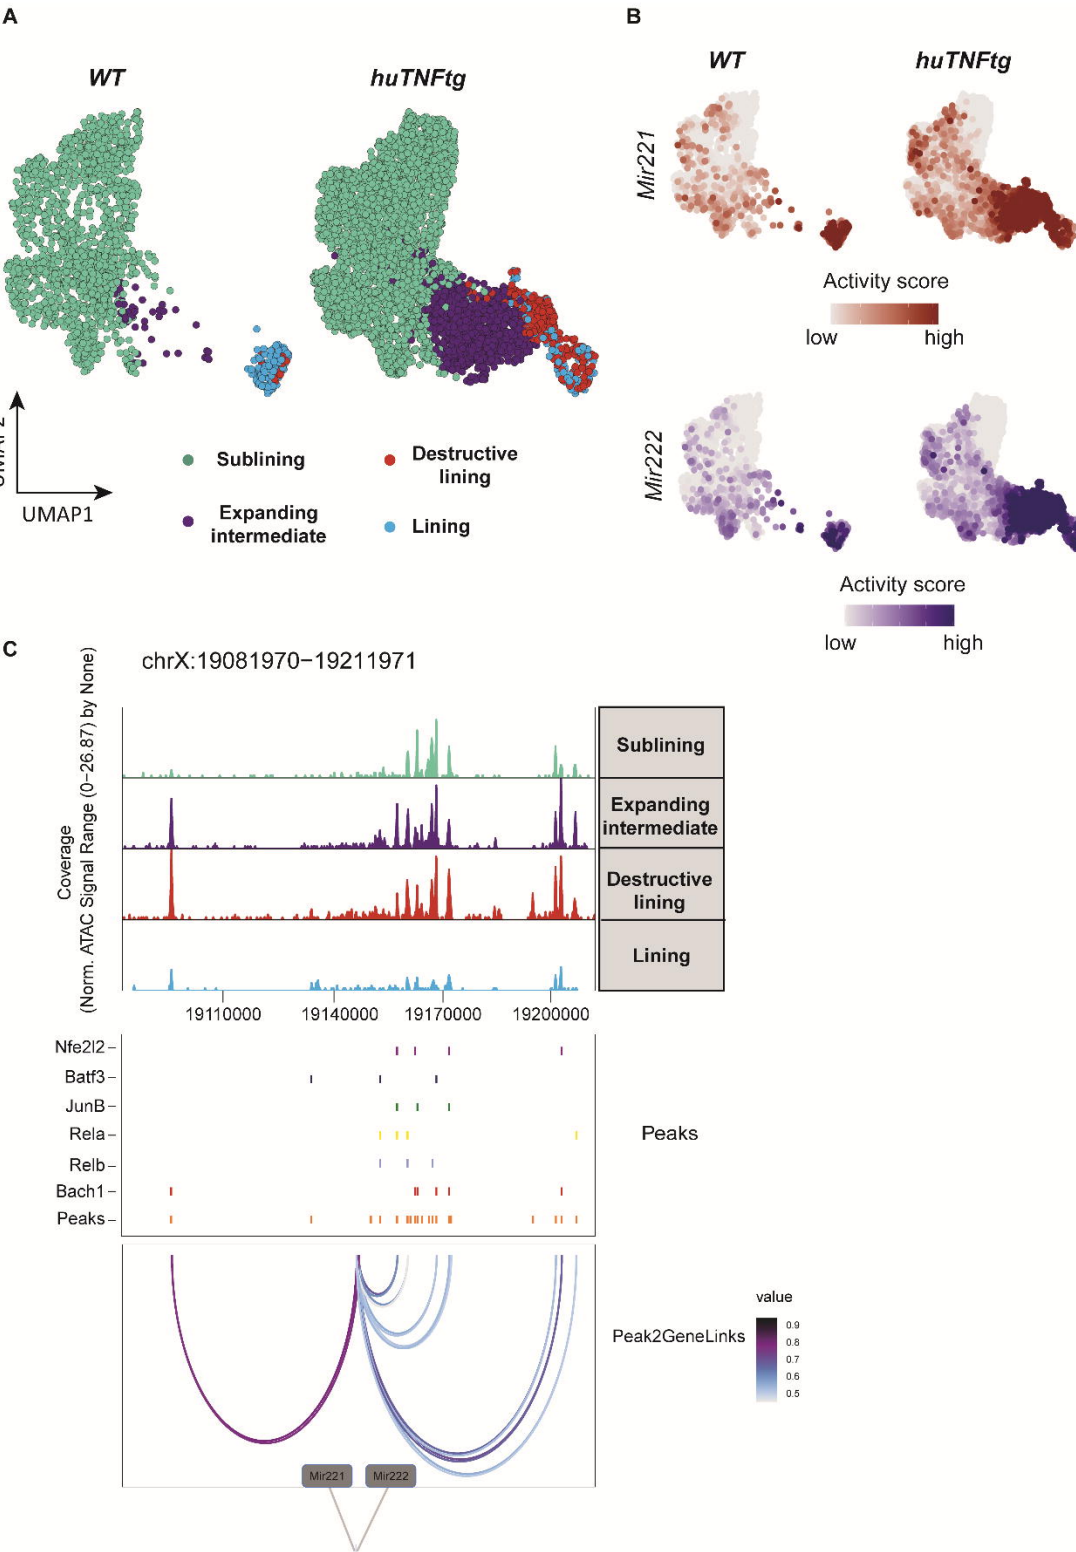 A
B
WT
huTNFtg
WT
huTNFtg
Mir221
Activity score
low
high
UMAP1
Sublining
Destructive
lining
Expanding
intermediate
Lining
Mir222
Activity score
low
high
C
chrX:19081970−19211971
Coverage
(Norm. ATAC Signal Range (0−26.87) by None)
Sublining
Expanding
intermediate
Destructive
lining
Lining
19110000
19140000
19170000
19200000
Nfe2l2
Batf3
JunB
Rela
Relb
Bach1
Peaks
Peaks
Peak2GeneLinks
value
0.9
0.8
0.7
0.6
0.5
Mir221
Mir222